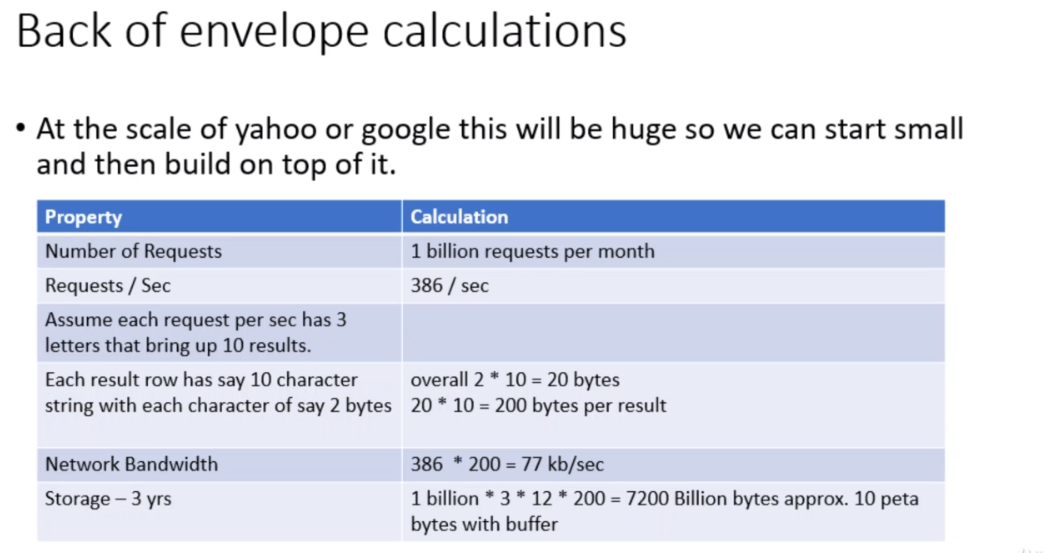 Back of envelope calculations
• At the scale of yahoo or google this will be huge so we can start small
and then build on top of it.
Property Calculation
Number of Requests 1 billion requests per month
Requests / Sec 386 / sec
Assume each request per sec has 3
letters that bring up 10 results.
Each result row has say 10 character overall 2 * 10 = 20 bytes
string with each character of say 2 bytes 20 * 10 = 200 bytes per result
Network Bandwidth 386 * 200 = 77 kb/sec
Storage – 3 yrs 1 billion * 3 * 12 * 200 = 7200 Billion bytes approx. 10 peta
bytes with buffer